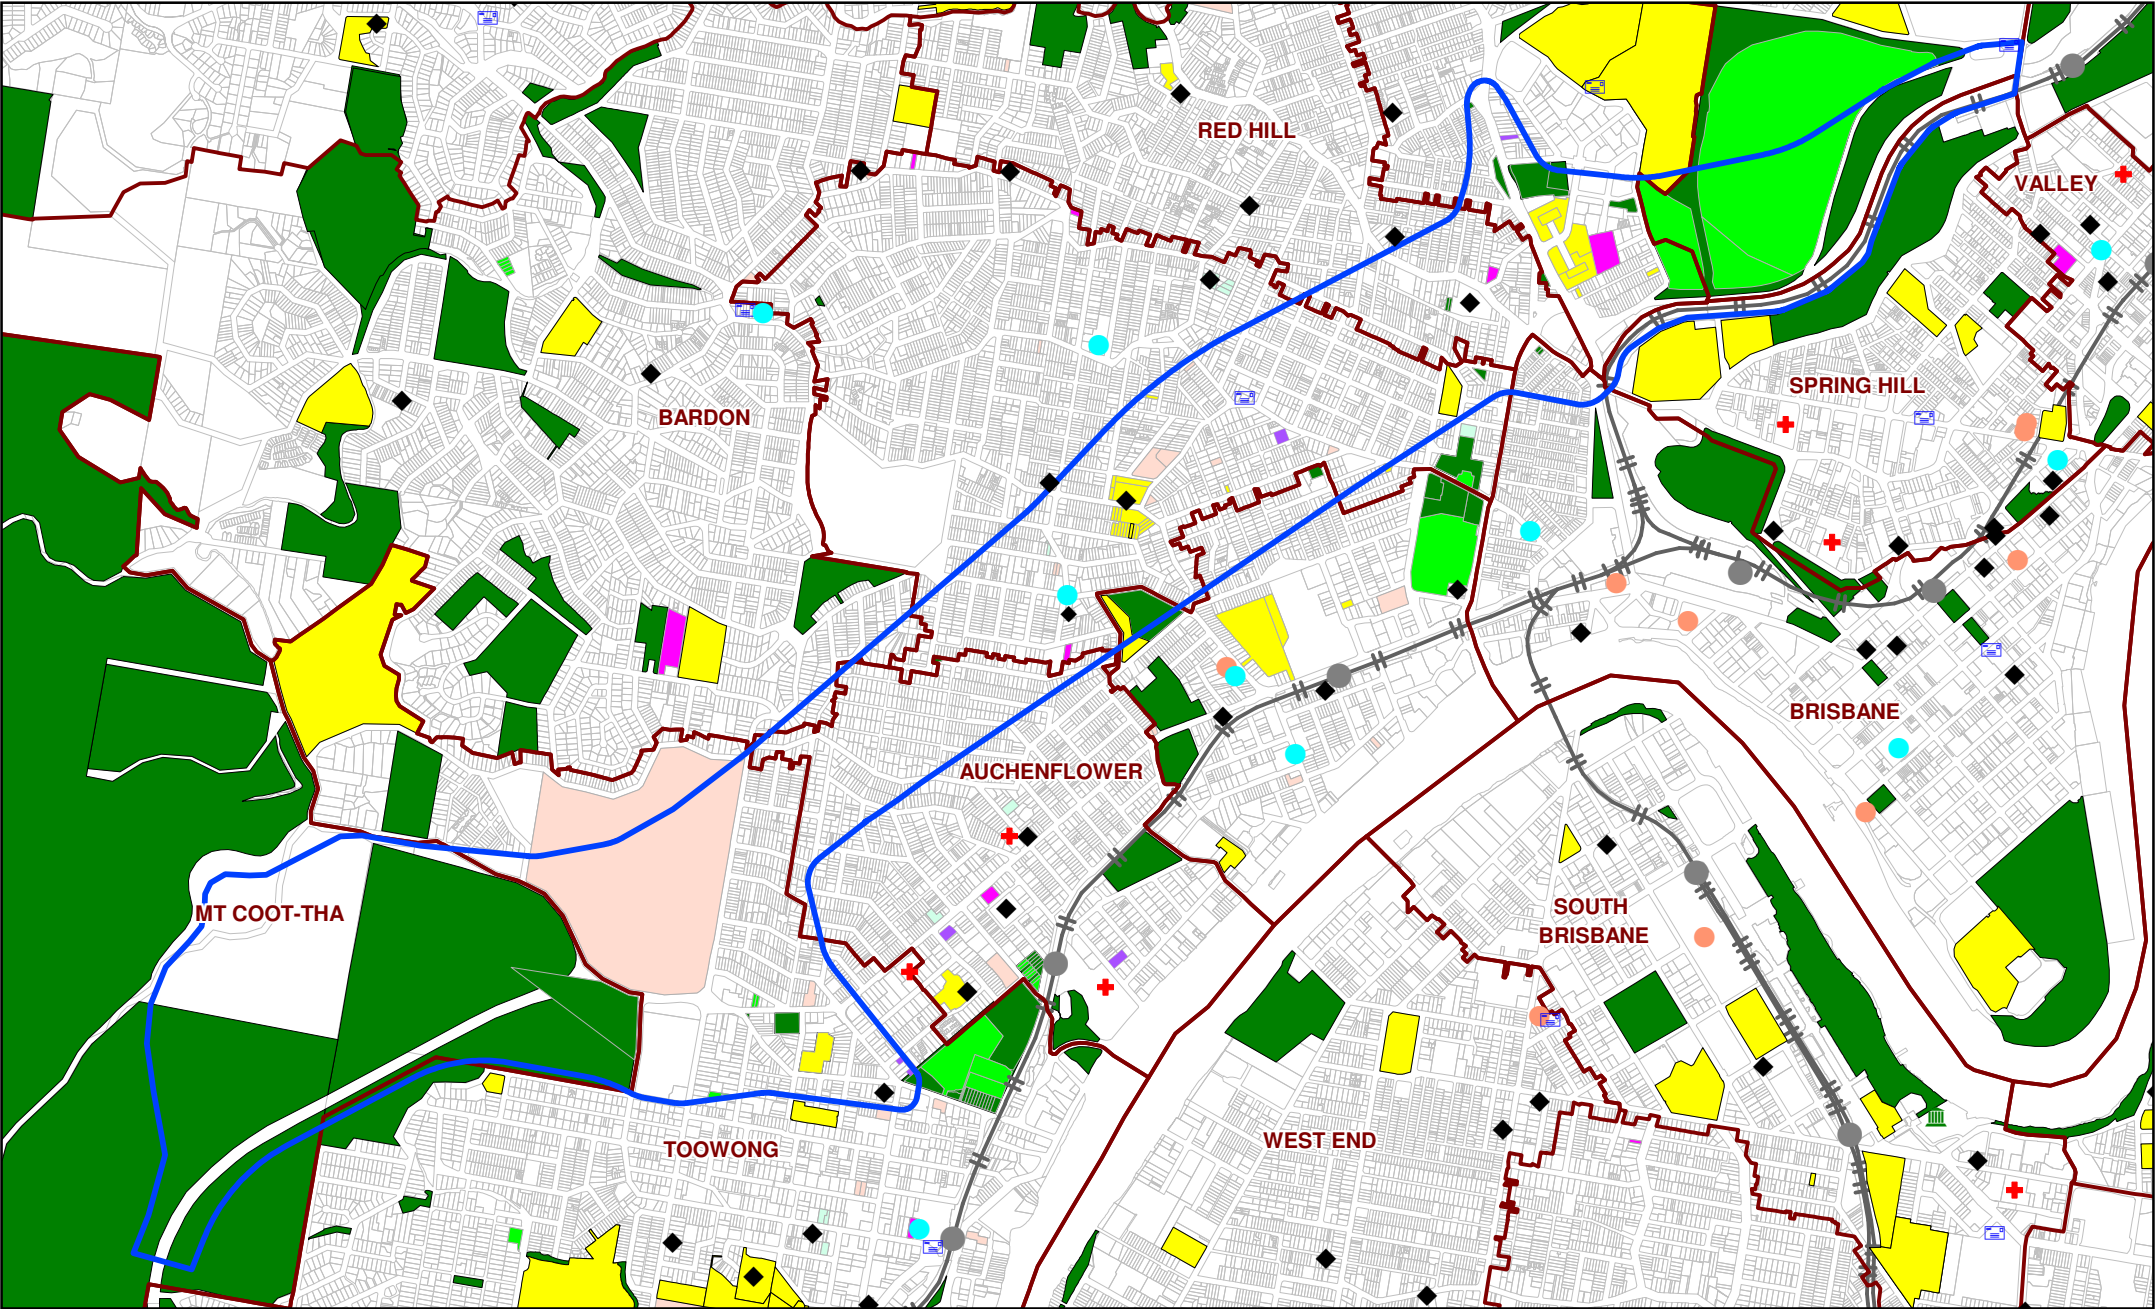 RED HILL
VALLEY
SPRING HILL
BARDON
BRISBANE
AUCHENFLOWER
MT COOT-THA
SOUTH
BRISBANE
WEST END
TOOWONG